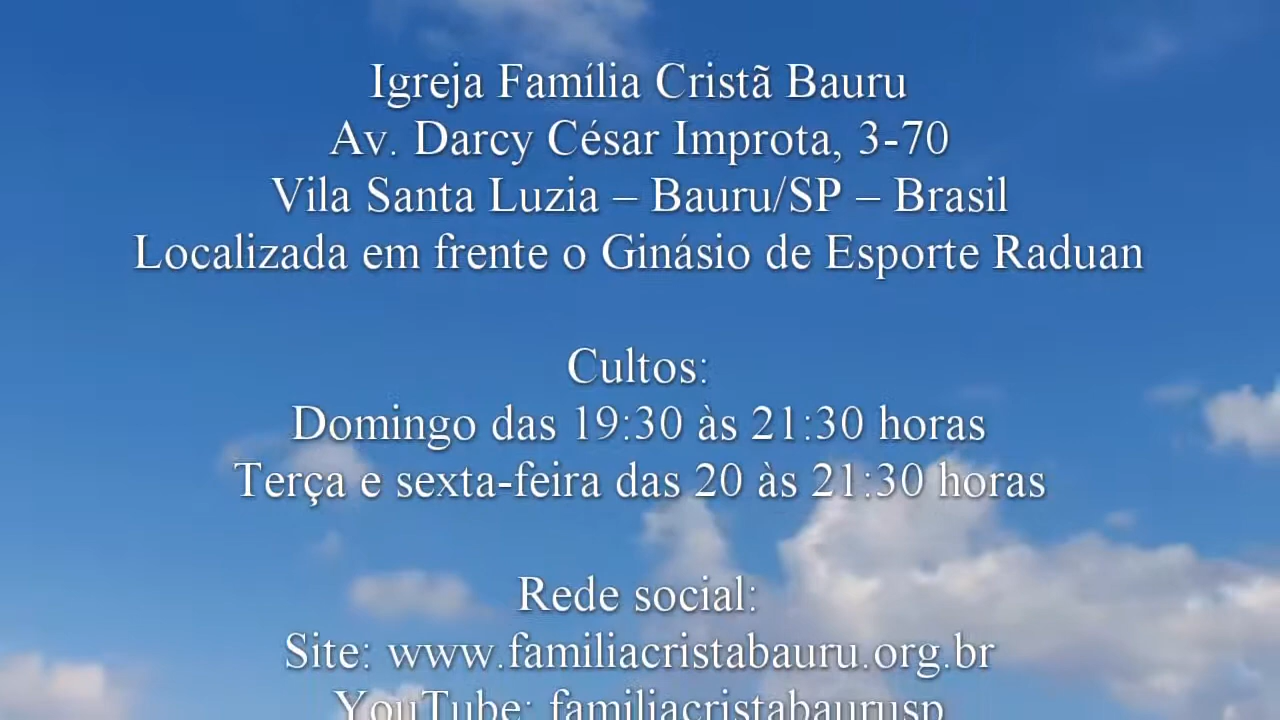 Igreja Família Cristã Bauru
Av. Darcy César Improta, 3-70
Vila Santa Luzia – Bauru/SP – Brasil
Localizada em frente o Ginásio de Esporte Raduan
Cultos:
Domingo das 19:30 às 21:30 horas
Terça e sexta-feira das 20 às 21:30 horas
Rede social:
Site: www.familiacristabauru.org.br
YouTube: familiacristabaurusp